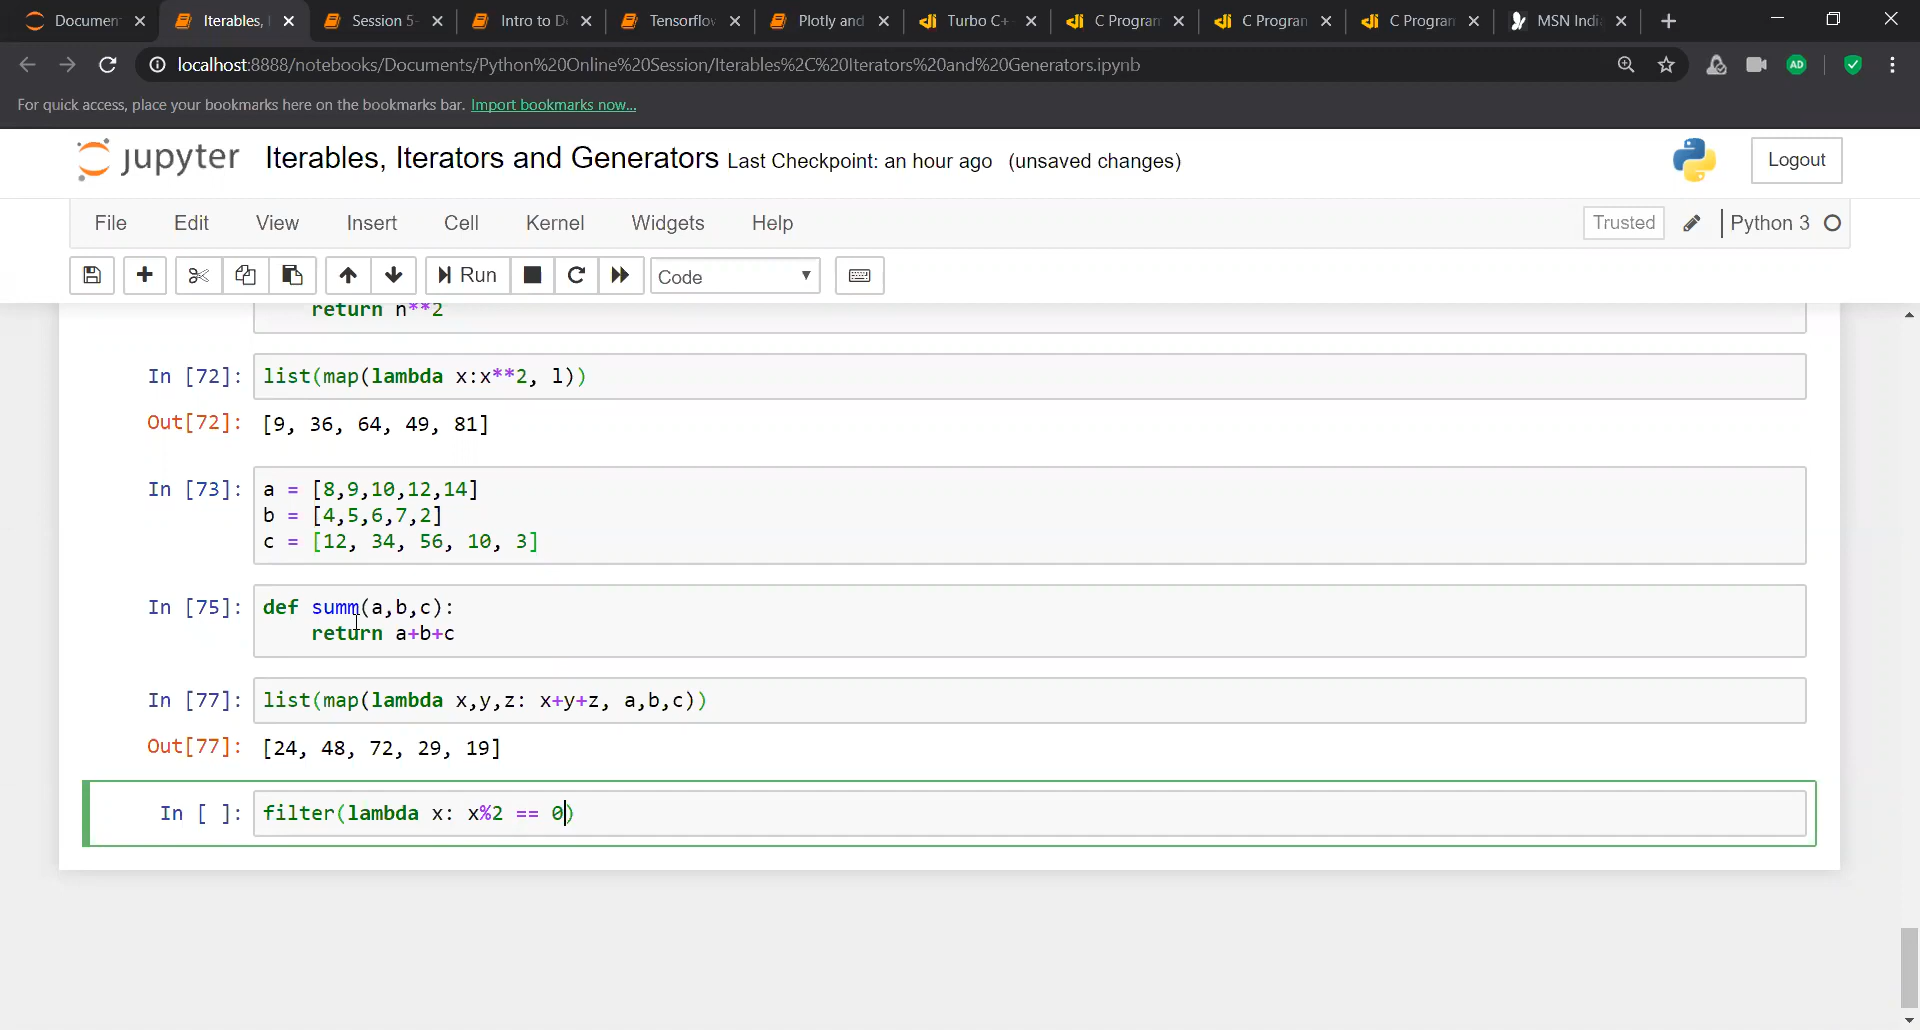 Documen
Iterables,
Session 5-
Intro to D
Tensorflo
Plotly and
Turbo C+
C Program
C Program
C Program
MSN Indi
localhost:8888/notebooks/Documents/Python%20Online%20Session/Iterables%2C%20Iterators%20and%20Generators.ipynb
AD
For quick access, place your bookmarks here on the bookmarks bar. Import bookmarks now...
jupyter Iterables, Iterators and Generators Last Checkpoint: an hour ago (unsaved changes)
Logout
File Edit View Insert Cell Kernel Widgets Help
Trusted Python 3
Run
Code
return n**2
In [72]: list(map(lambda x:x**2, l))
Out[72]: [9, 36, 64, 49, 81]
In [73]: a = [8,9,10,12,14]
b = [4,5,6,7,2]
c = [12, 34, 56, 10, 3]
In [75]: def summ(a,b,c):
return a+b+c
In [77]: list(map(lambda x,y,z: x+y+z, a,b,c))
Out[77]: [24, 48, 72, 29, 19]
In [ ]: filter(lambda x: x%2 == 0)